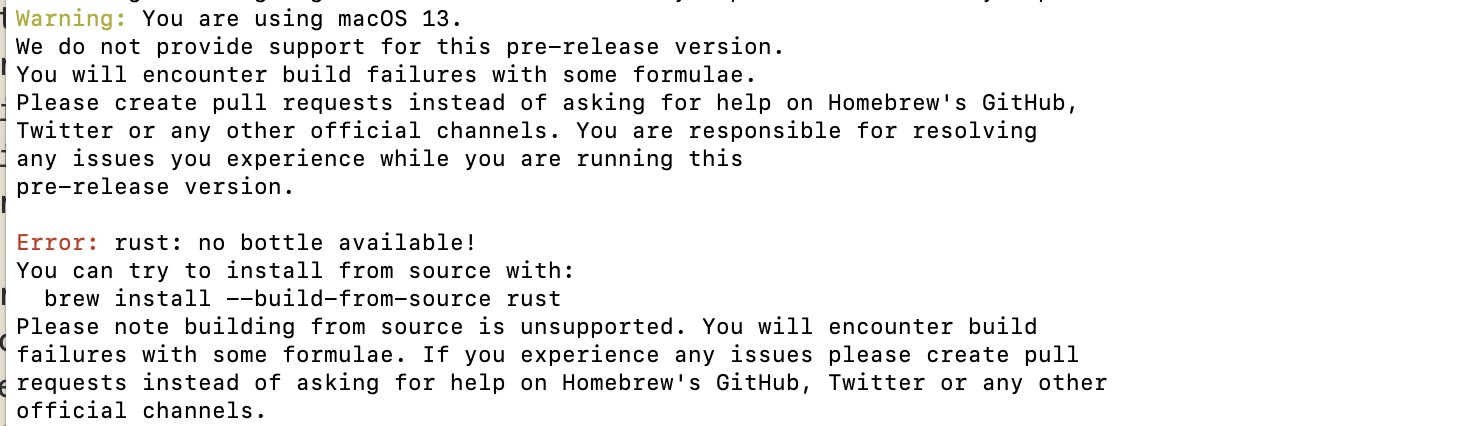 Warning: You are using macOS 13.
We do not provide support for this pre-release version.
You will encounter build failures with some formulae.
Please create pull requests instead of asking for help on Homebrew's GitHub,
Twitter or any other official channels. You are responsible for resolving
any issues you experience while you are running this
pre-release version.

Error: rust: no bottle available!
You can try to install from source with:
  brew install --build-from-source rust
Please note building from source is unsupported. You will encounter build
failures with some formulae. If you experience any issues please create pull
requests instead of asking for help on Homebrew's GitHub, Twitter or any other
official channels.